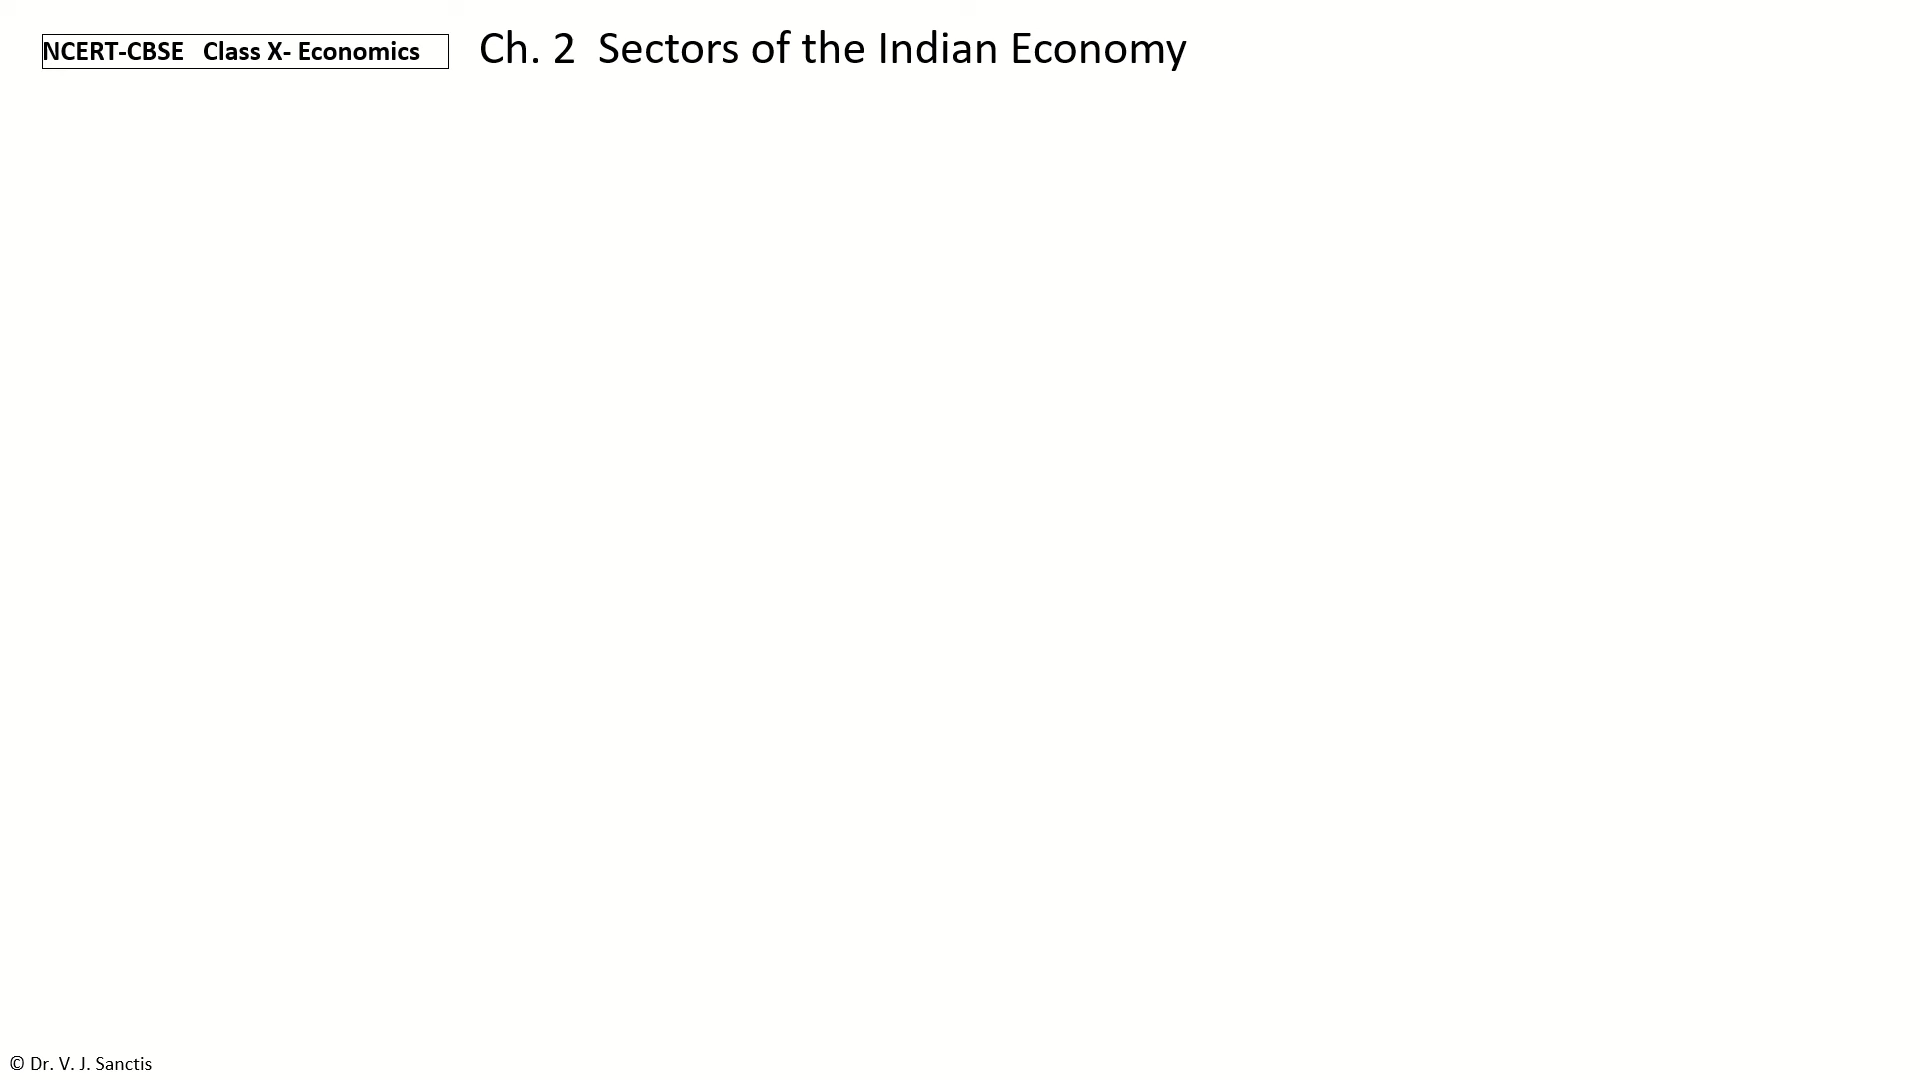 NCERT-CBSE Class X- Economics
Ch. 2 Sectors of the Indian Economy
© Dr. V. J. Sanctis